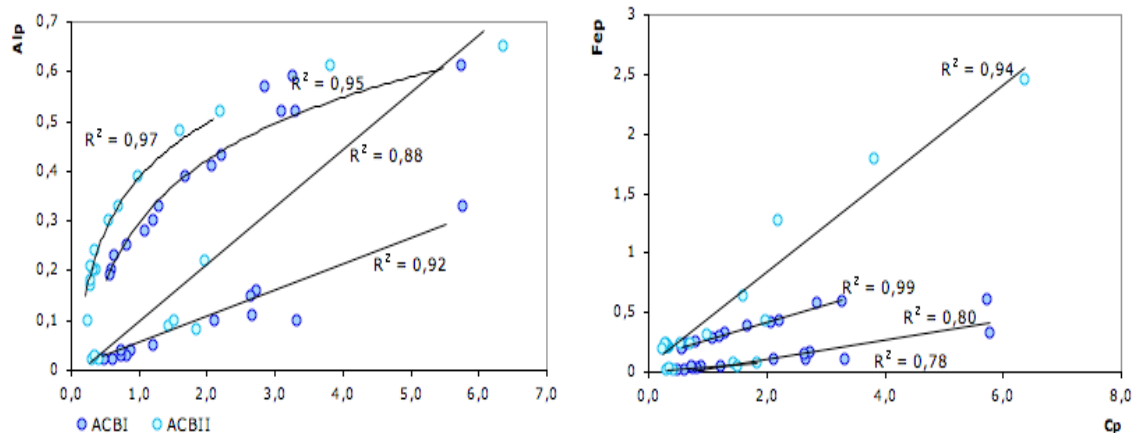 Alp
0,7
0,6
0,5
0,4
0,3
0,2
0,1
0
0,0 1,0 2,0 3,0 4,0 5,0 6,0 7,0
R² = 0,97
R² = 0,95
R² = 0,88
R² = 0,92
ACBI ACBII
Fep
3
2,5
2
1,5
1
0,5
0
0,0 2,0 4,0 6,0 8,0
R² = 0,94
R² = 0,99
R² = 0,80
R² = 0,78
Cp